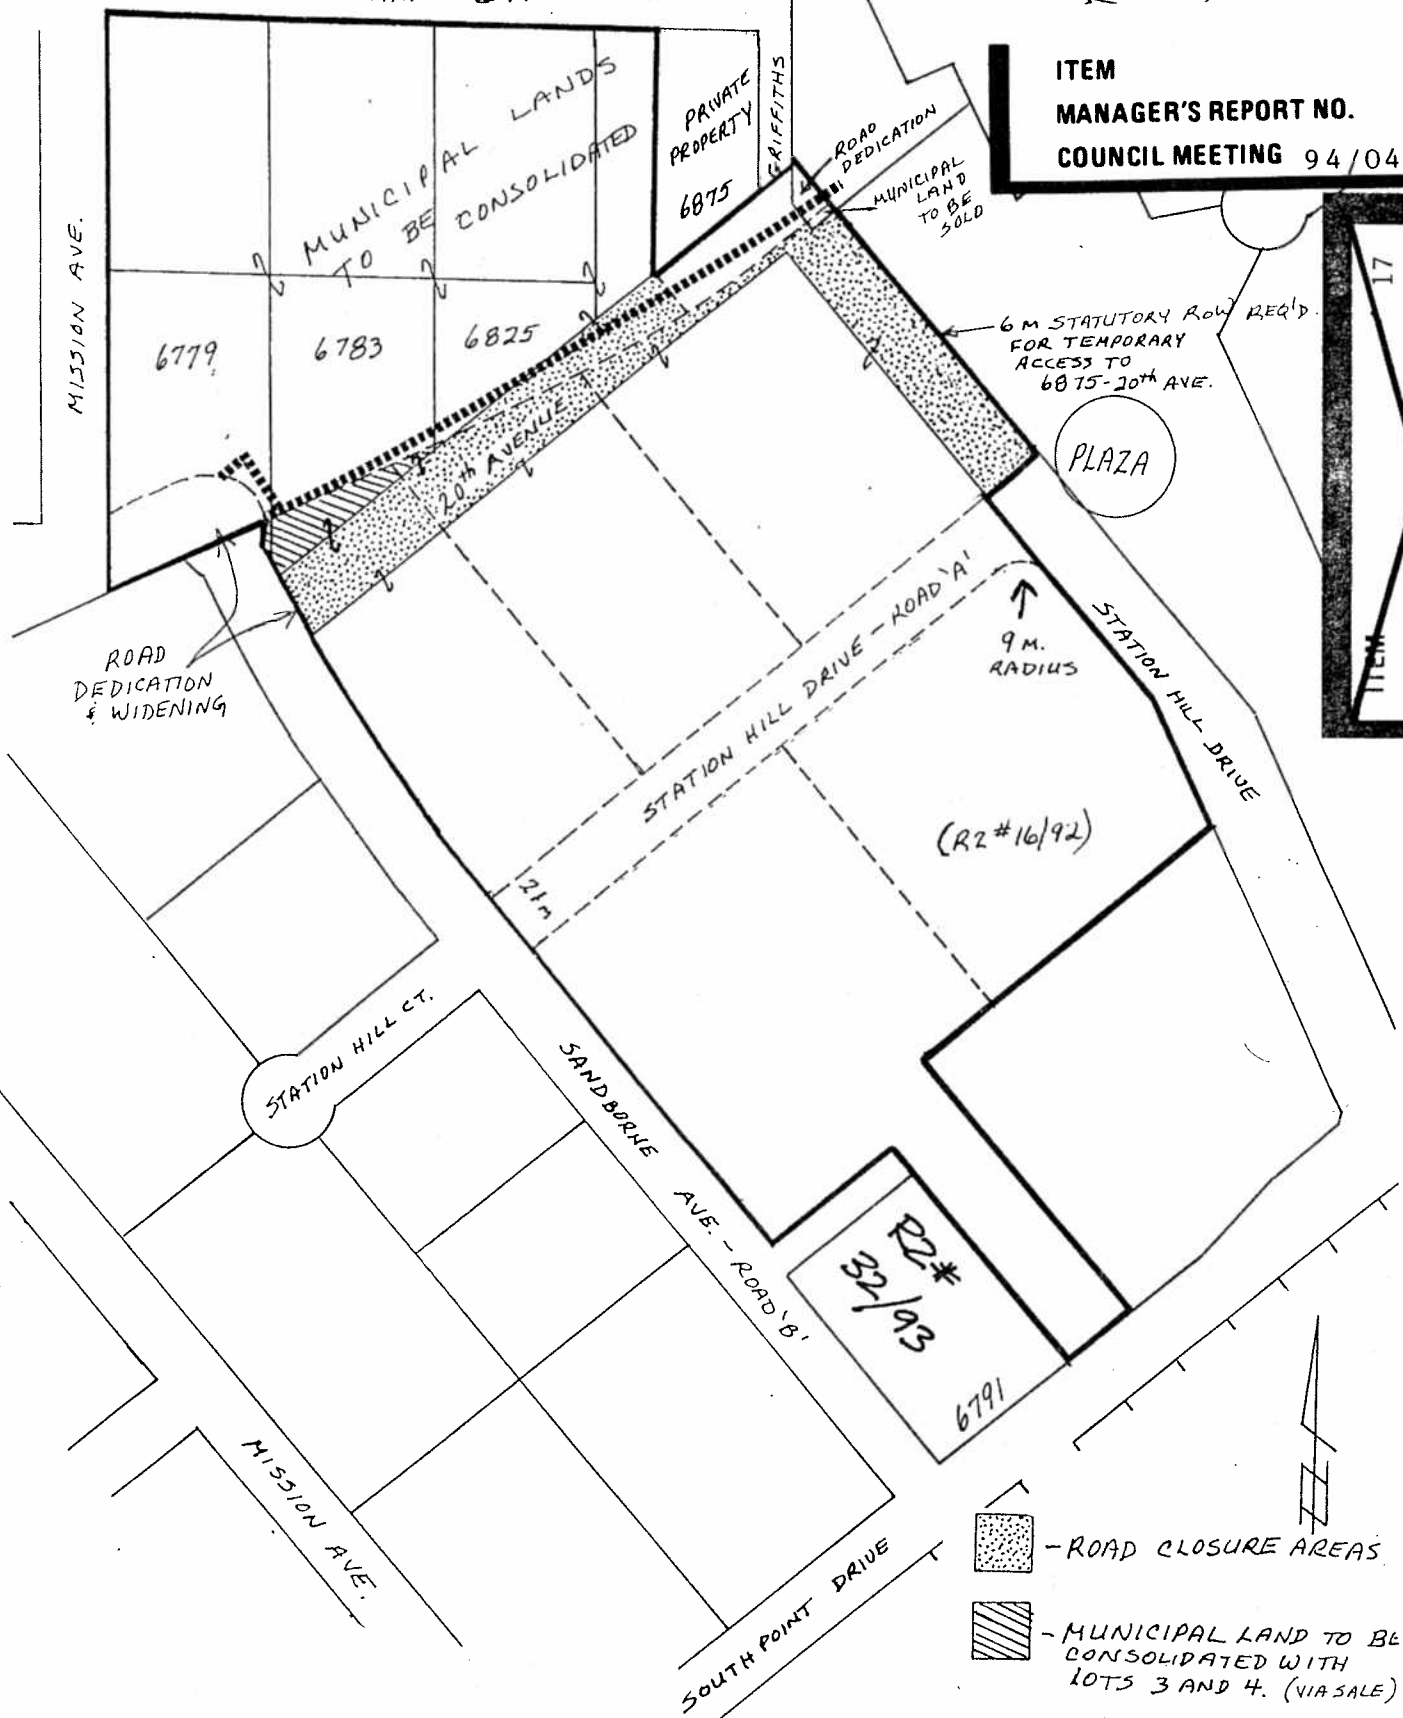 ITEM
MANAGER'S REPORT NO.
COUNCIL MEETING 94/04
17
ITEM
MISSION AVE.
MUNICIPAL LANDS
TO BE CONSOLIDATED
PRIVATE
PROPERTY
6875
GRIFFITHS
ROAD
DEDICATION
MUNICIPAL
LAND
TO BE
SOLD
6779
6783
6825
6 M STATUTORY ROW REQ'D.
FOR TEMPORARY
ACCESS TO
6875-20th AVE.
PLAZA
20th AVENUE
ROAD
DEDICATION
& WIDENING
STATION HILL DRIVE - ROAD 'A'
9 M.
RADIUS
STATION HILL DRIVE
21m
(RZ #16/92)
STATION HILL CT.
SANDBORNE AVE. - ROAD 'B'
RZ#
32/93
6791
MISSION AVE.
SOUTHPOINT DRIVE
- ROAD CLOSURE AREAS
- MUNICIPAL LAND TO BE
CONSOLIDATED WITH
LOTS 3 AND 4. (VIA SALE)